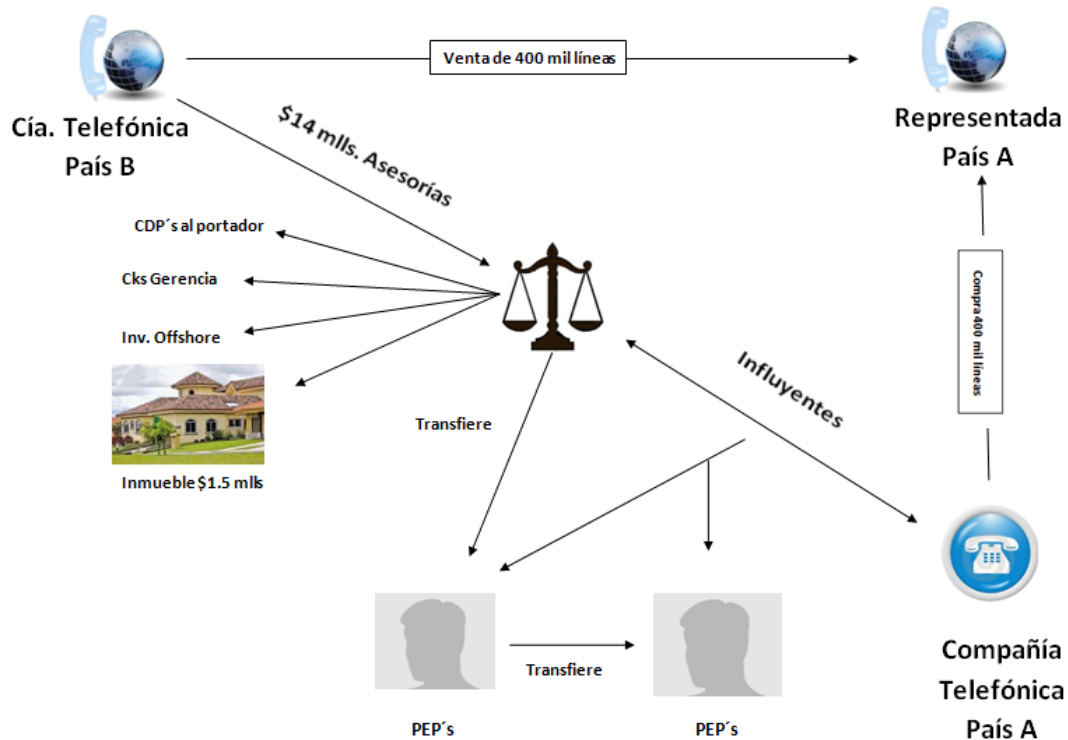 Venta de 400 mil líneas
Cía. Telefónica
País B
Representada
País A
$14 mlls. Asesorías
CDP´s al portador
Cks Gerencia
Inv. Offshore
Inmueble $1.5 mlls
Compra 400 mil líneas
Influyentes
Transfiere
Transfiere
PEP´s
PEP´s
Compañía
Telefónica
País A